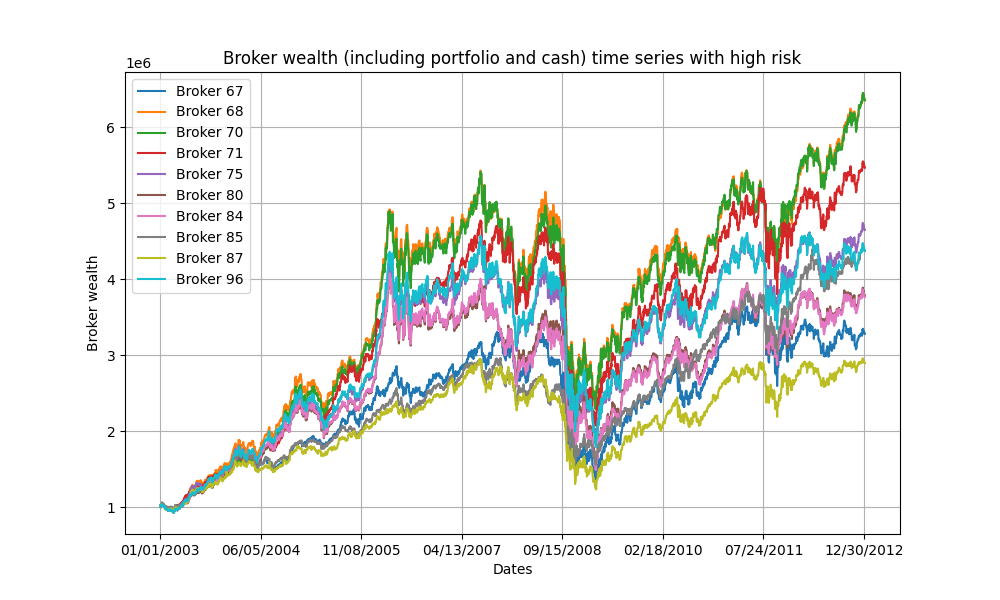 Broker wealth (including portfolio and cash) time series with high risk
1e6
Broker 67
Broker 68
Broker 70
Broker 71
Broker 75
Broker 80
Broker 84
Broker 85
Broker 87
Broker 96
6
5
4
3
2
1
Broker wealth
01/01/2003 06/05/2004 11/08/2005 04/13/2007 09/15/2008 02/18/2010 07/24/2011 12/30/2012
Dates